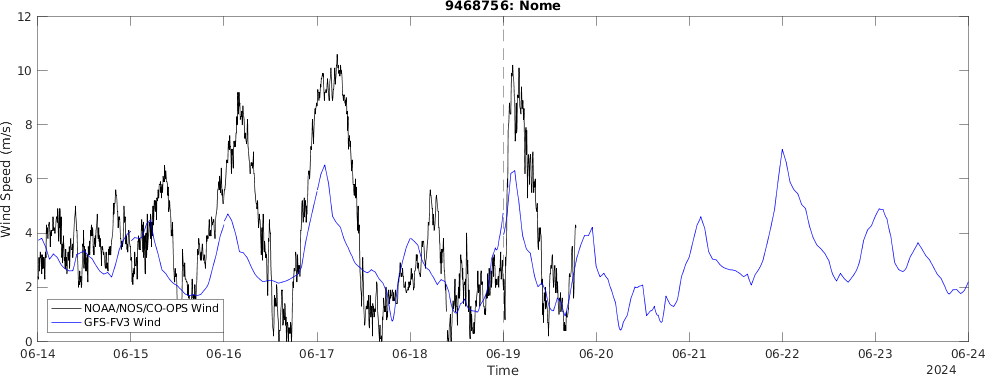 9468756: Nome
12
10
8
6
4
2
0
Wind Speed (m/s)
NOAA/NOS/CO-OPS Wind
GFS-FV3 Wind
06-14 06-15 06-16 06-17 06-18 06-19 06-20 06-21 06-22 06-23 06-24
Time
2024